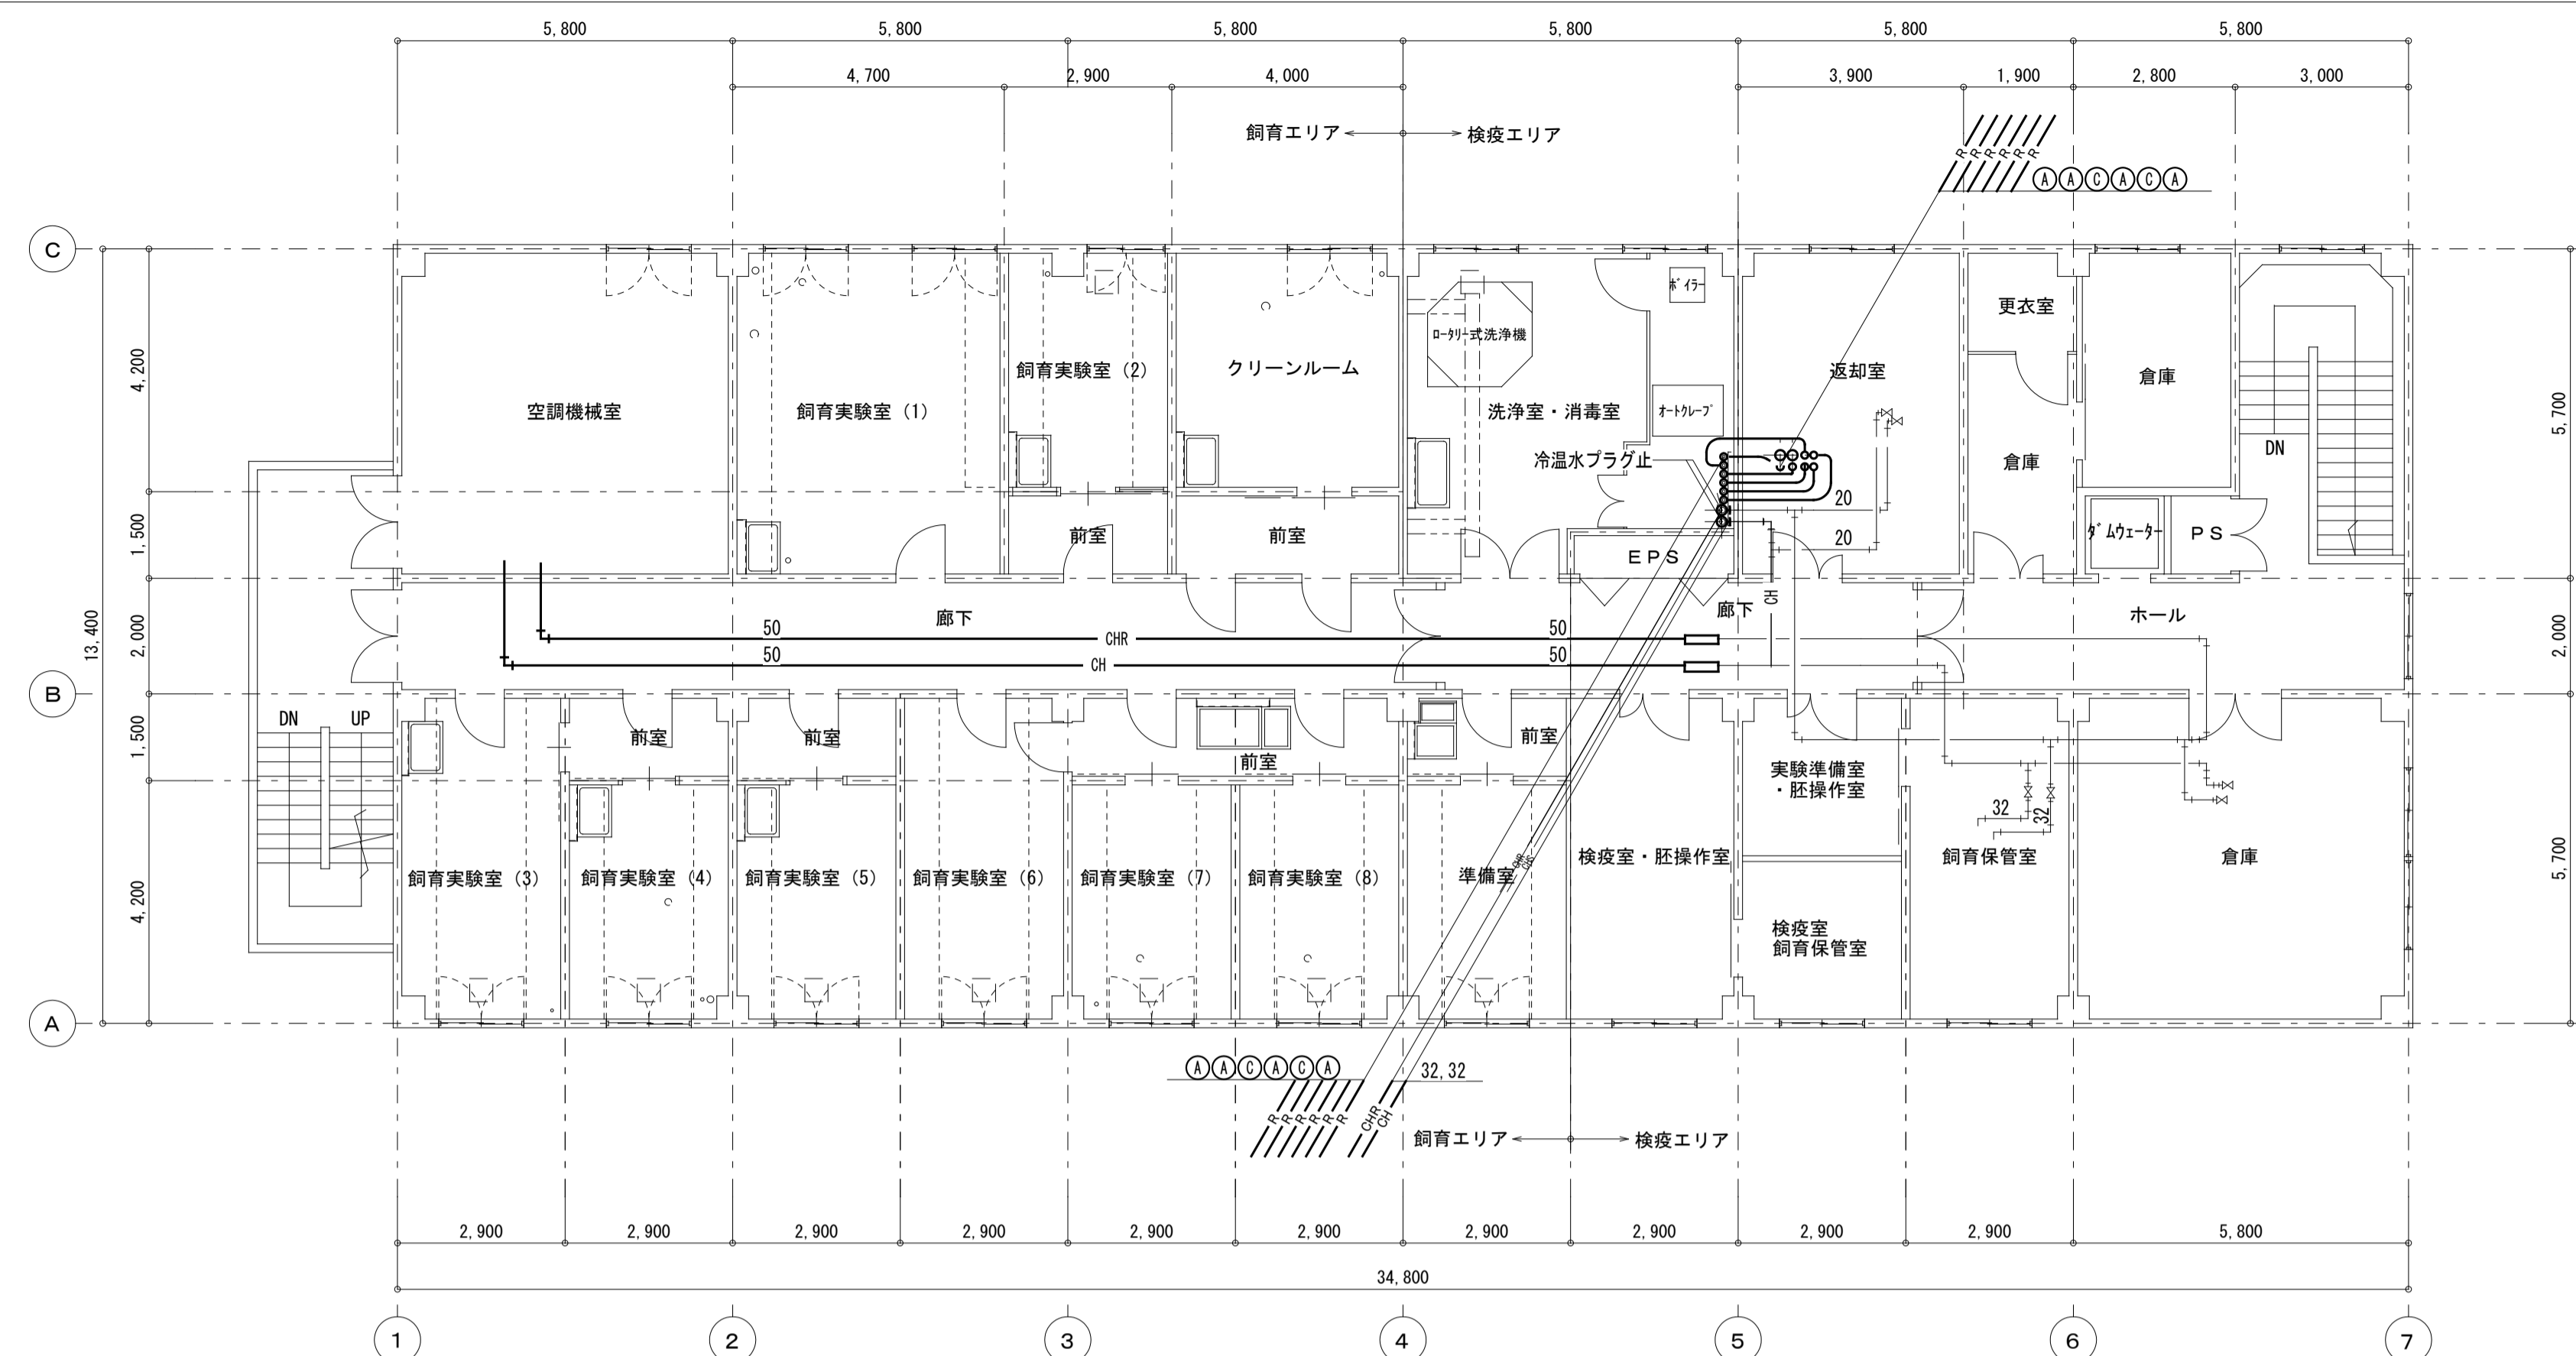 5,800 5,800 5,800 5,800 5,800 5,800
4,700 2,900 4,000 3,900 1,900 2,800 3,000
飼育エリア 検疫エリア
R R R R R R
A A C A C A
C
4,200
1,500
2,000
13,400
1,500
4,200
B
A
5,700
2,000
5,700
空調機械室
飼育実験室(1)
飼育実験室(2)
クリーンルーム
ロータリー式洗浄機
ボイラー
オートクレーブ
洗浄室・消毒室
冷温水プラグ止
返却室
更衣室
倉庫
倉庫
DN
20
20
前室
前室
EPS
ダムウェーター
PS
廊下
廊下
CH
ホール
50 CHR 50
50 CH 50
DN UP
前室
前室
前室
前室
実験準備室
・胚操作室
32
32
飼育実験室(3)
飼育実験室(4)
飼育実験室(5)
飼育実験室(6)
飼育実験室(7)
飼育実験室(8)
準備室
CHR
検疫室・胚操作室
飼育保管室
倉庫
検疫室
飼育保管室
A A C A C A
32,32
R R R R R R
CHR
CH
飼育エリア 検疫エリア
2,900 2,900 2,900 2,900 2,900 2,900 2,900 2,900 2,900 2,900 5,800
34,800
1 2 3 4 5 6 7